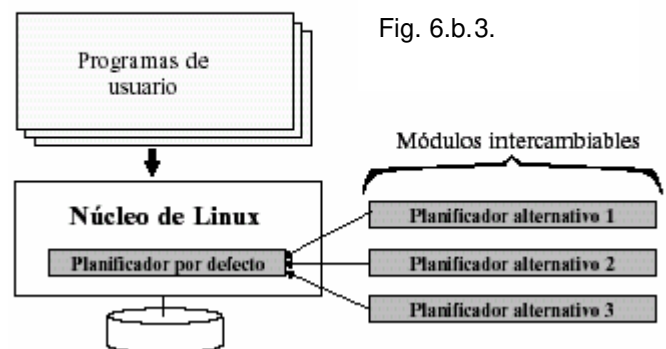 Fig. 6.b.3.
Programas de
usuario
Módulos intercambiables
Núcleo de Linux
Planificador por defecto
Planificador alternativo 1
Planificador alternativo 2
Planificador alternativo 3